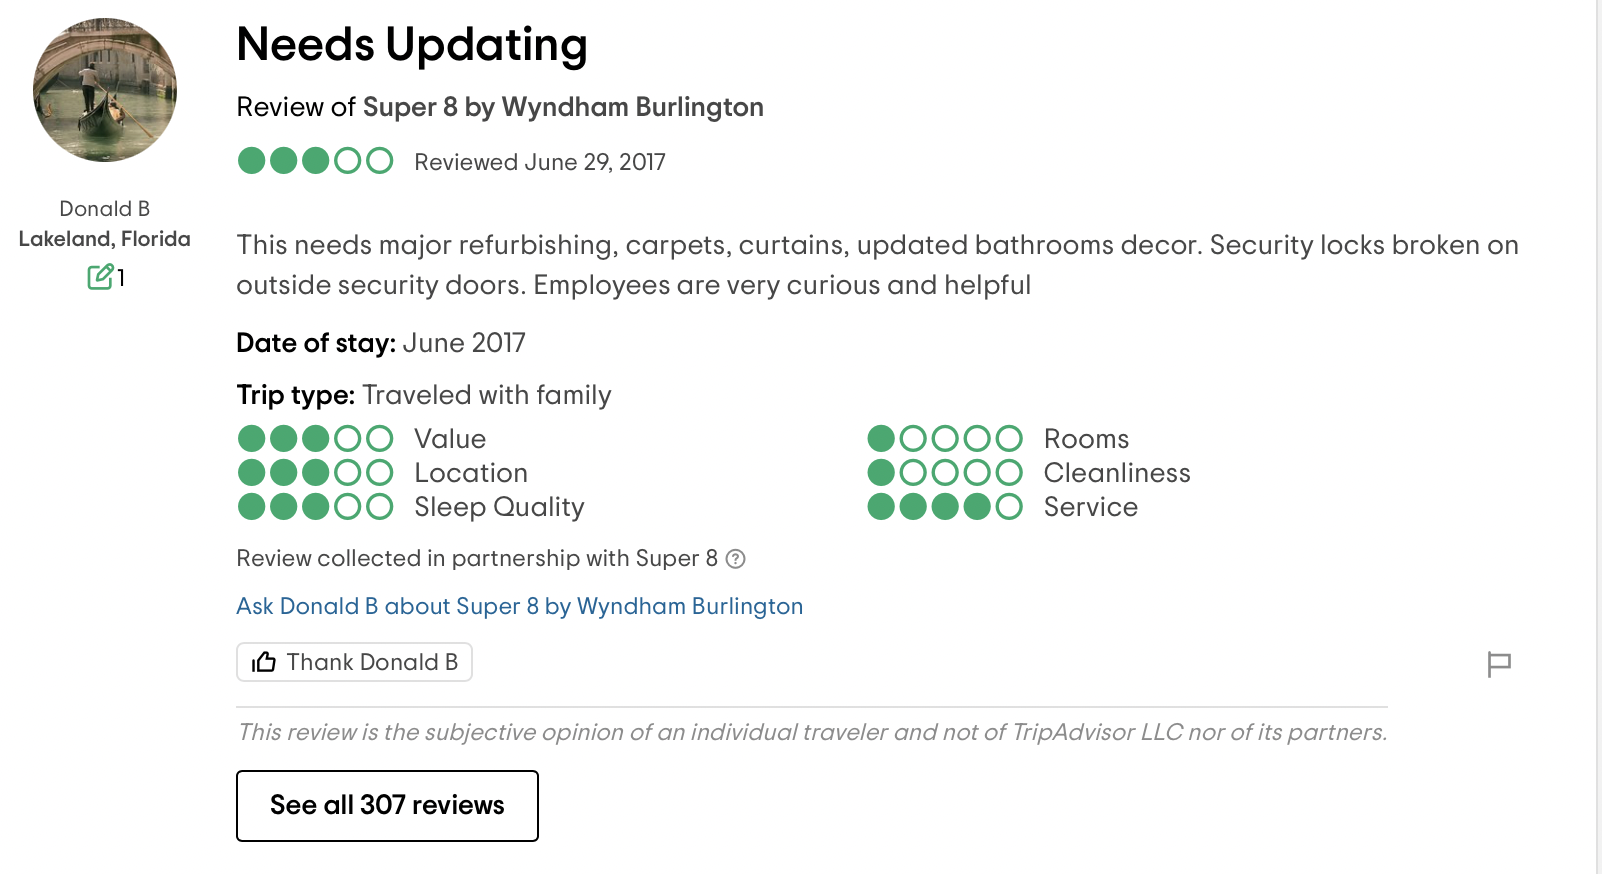 Needs Updating
Review of Super 8 by Wyndham Burlington
Reviewed June 29, 2017
Donald B
Lakeland, Florida
1
This needs major refurbishing, carpets, curtains, updated bathrooms decor. Security locks broken on
outside security doors. Employees are very curious and helpful
Date of stay: June 2017
Trip type: Traveled with family
Value
Rooms
Location
Cleanliness
Sleep Quality
Service
Review collected in partnership with Super 8
Ask Donald B about Super 8 by Wyndham Burlington
Thank Donald B
This review is the subjective opinion of an individual traveler and not of TripAdvisor LLC nor of its partners.
See all 307 reviews